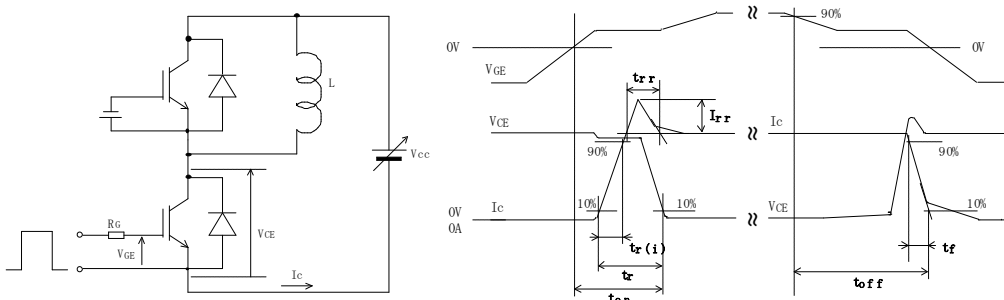 L
Vcc
RG
VGE
VCE
Ic
0V
VGE
trr
Irr
VCE
90%
Ic
10%
10%
0V
0A
tr(i)
tr
ton
90%
0V
Ic
90%
VCE
10%
tf
toff